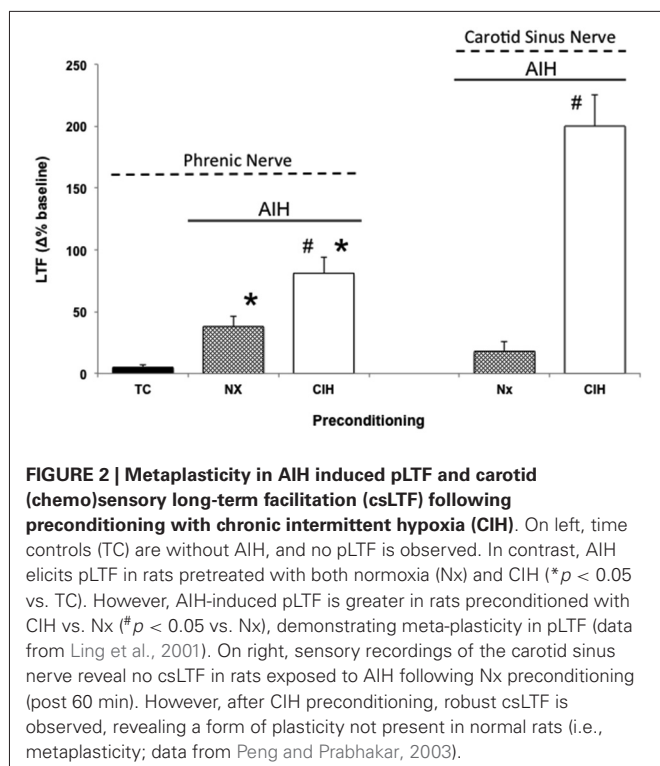 Carotid Sinus Nerve
AIH
250
200
150
100
50
0
LTF (Δ% baseline)
Phrenic Nerve
AIH
*
# *
#
TC NX CIH Nx CIH
Preconditioning
FIGURE 2 | Metaplasticity in AIH induced pLTF and carotid
(chemo)sensory long-term facilitation (csLTF) following
preconditioning with chronic intermittent hypoxia (CIH). On left, time
controls (TC) are without AIH, and no pLTF is observed. In contrast, AIH
elicits pLTF in rats pretreated with both normoxia (Nx) and CIH (*p < 0.05
vs. TC). However, AIH-induced pLTF is greater in rats preconditioned with
CIH vs. Nx (#p < 0.05 vs. Nx), demonstrating meta-plasticity in pLTF (data
from Ling et al., 2001). On right, sensory recordings of the carotid sinus
nerve reveal no csLTF in rats exposed to AIH following Nx preconditioning
(post 60 min). However, after CIH preconditioning, robust csLTF is
observed, revealing a form of plasticity not present in normal rats (i.e.,
metaplasticity; data from Peng and Prabhakar, 2003).